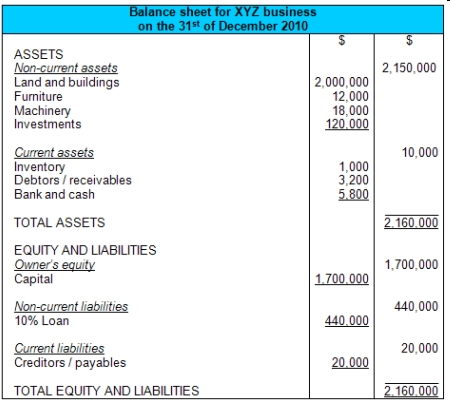 Balance sheet for XYZ business
on the 31st of December 2010
$ $
ASSETS
Non-current assets 2,150,000
Land and buildings 2,000,000
Furniture 12,000
Machinery 18,000
Investments 120,000
Current assets 10,000
Inventory 1,000
Debtors / receivables 3,200
Bank and cash 5,800
TOTAL ASSETS 2,160,000
EQUITY AND LIABILITIES
Owner's equity 1,700,000
Capital 1,700,000
Non-current liabilities 440,000
10% Loan 440,000
Current liabilities 20,000
Creditors / payables 20,000
TOTAL EQUITY AND LIABILITIES 2,160,000